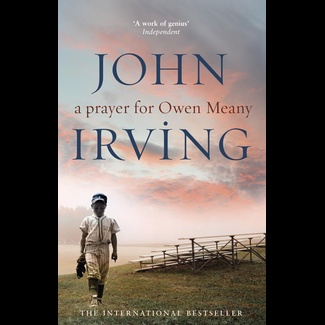 ‘A work of genius’
Independent
JOHN
a prayer for Owen Meany
IRVING
THE INTERNATIONAL BESTSELLER